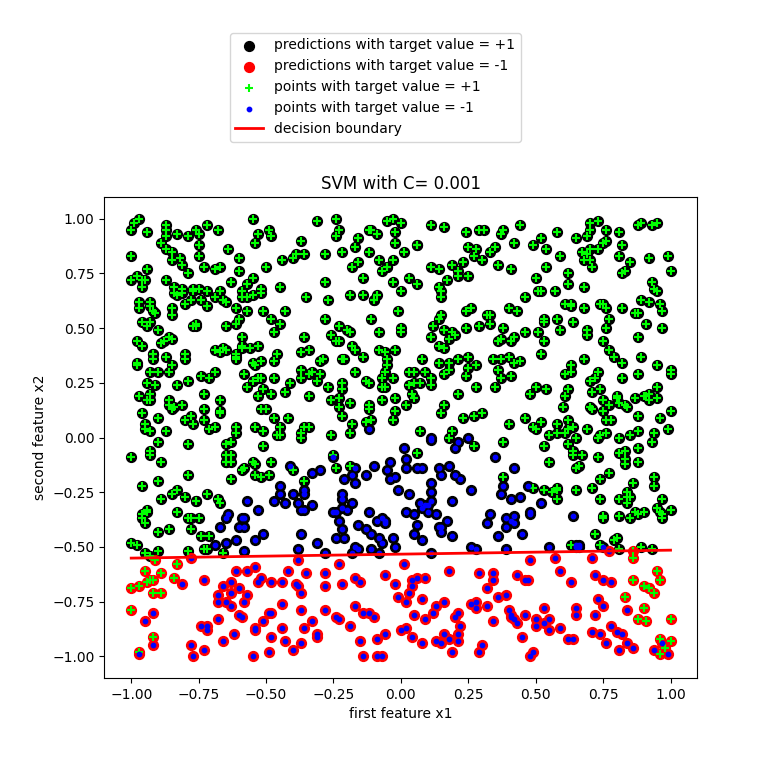 predictions with target value = +1
predictions with target value = -1
points with target value = +1
points with target value = -1
decision boundary
SVM with C= 0.001
1.00
0.75
0.50
0.25
0.00
−0.25
−0.50
−0.75
−1.00
second feature x2
−1.00 −0.75 −0.50 −0.25 0.00 0.25 0.50 0.75 1.00
first feature x1